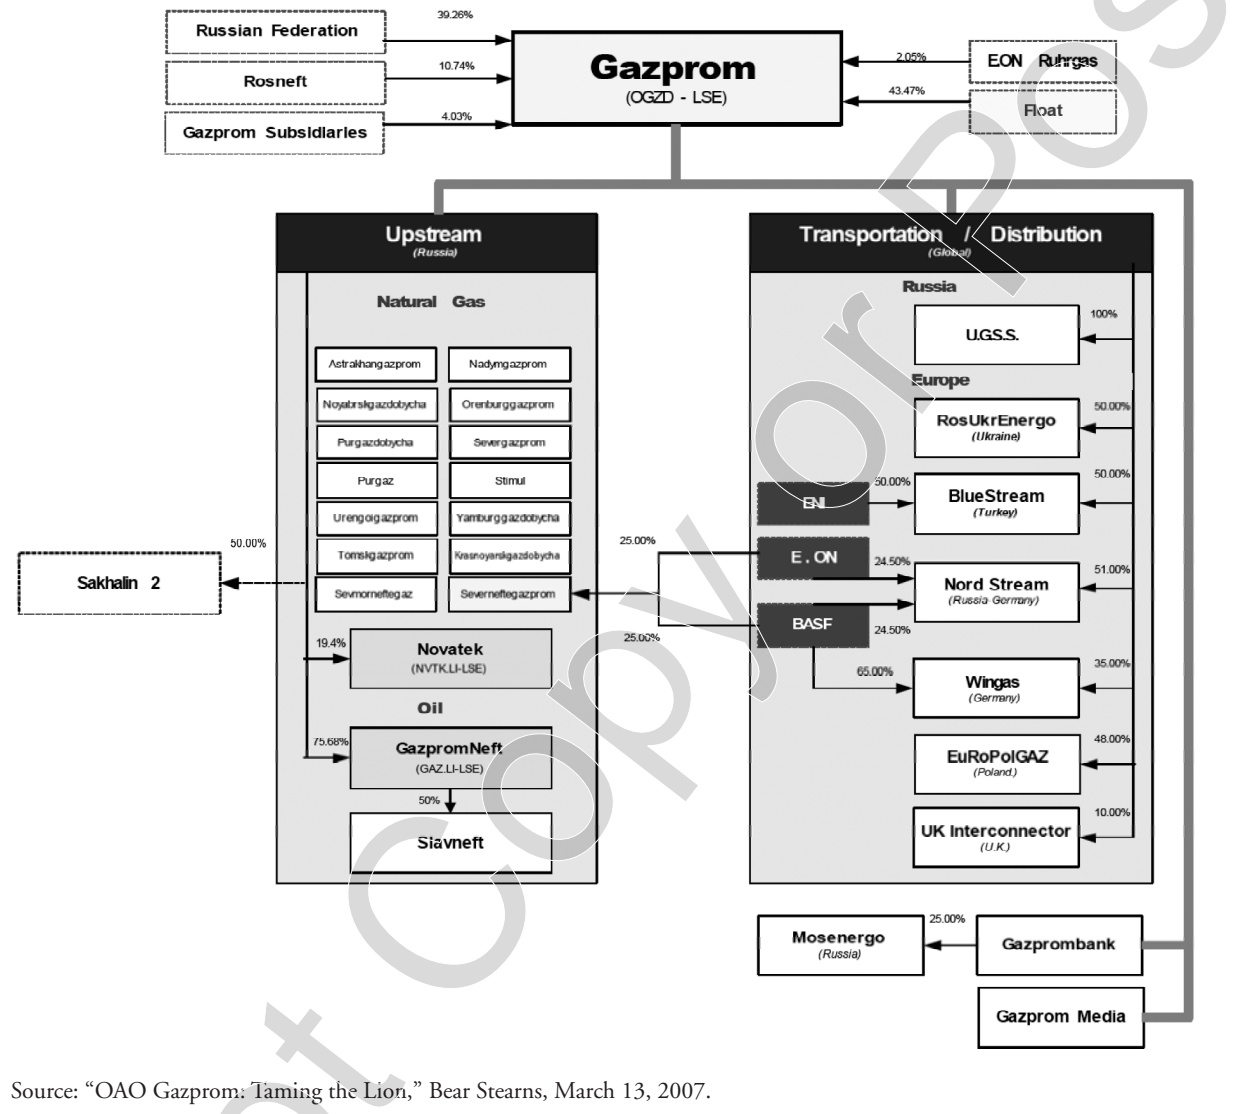 39.26%
Russian Federation
10.74%
Rosneft
4.03%
Gazprom Subsidiaries
Gazprom
(OGZD - LSE)
2.05%
E.ON Ruhrgas
43.47%
Float
Upstream
(Russia)
Natural Gas
Astrakhangazprom
Nadymgazprom
Noyabrskgazdobycha
Orenburggazprom
Purgazdobycha
Severgazprom
Purgaz
Stimul
Urengoigazprom
Yamburggazdobycha
Tomskgazprom
Krasnoyarskgazdobycha
Sevmorneftegaz
Severneftegazprom
50.00%
Sakhalin 2
19.4%
Novatek
(NVTK.LI-LSE)
Oil
75.68%
GazpromNeft
(GAZ.LI-LSE)
50%
Slavneft
25.00%
25.00%
Transportation / Distribution
(Global)
Russia
100%
U.G.S.S.
Europe
50.00%
RosUkrEnergo
(Ukraine)
50.00%
ENI
50.00%
BlueStream
(Turkey)
E.ON
24.50%
51.00%
Nord Stream
(Russia-Germany)
BASF
24.50%
65.00%
35.00%
Wingas
(Germany)
48.00%
EuRoPolGAZ
(Poland.)
10.00%
UK Interconnector
(U.K.)
Mosenergo
(Russia)
25.00%
Gazprombank
Gazprom Media
ot Copy or Pos
Source: “OAO Gazprom: Taming the Lion,” Bear Stearns, March 13, 2007.